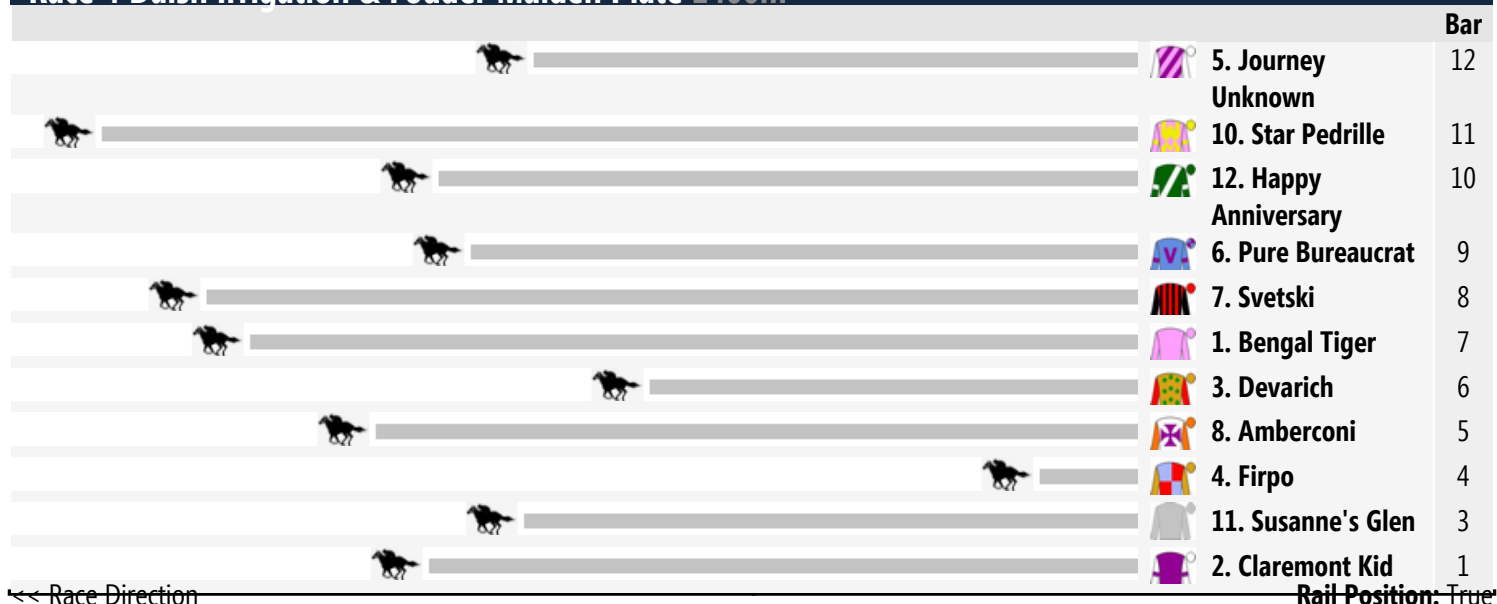 Bar
5. Journey 12
Unknown
10. Star Pedrille 11
12. Happy 10
Anniversary
6. Pure Bureaucrat 9
V
7. Svetski 8
1. Bengal Tiger 7
3. Devarich 6
8. Amberconi 5
4. Firpo 4
11. Susanne's Glen 3
2. Claremont Kid 1
<< Race Direction Rail Position: True